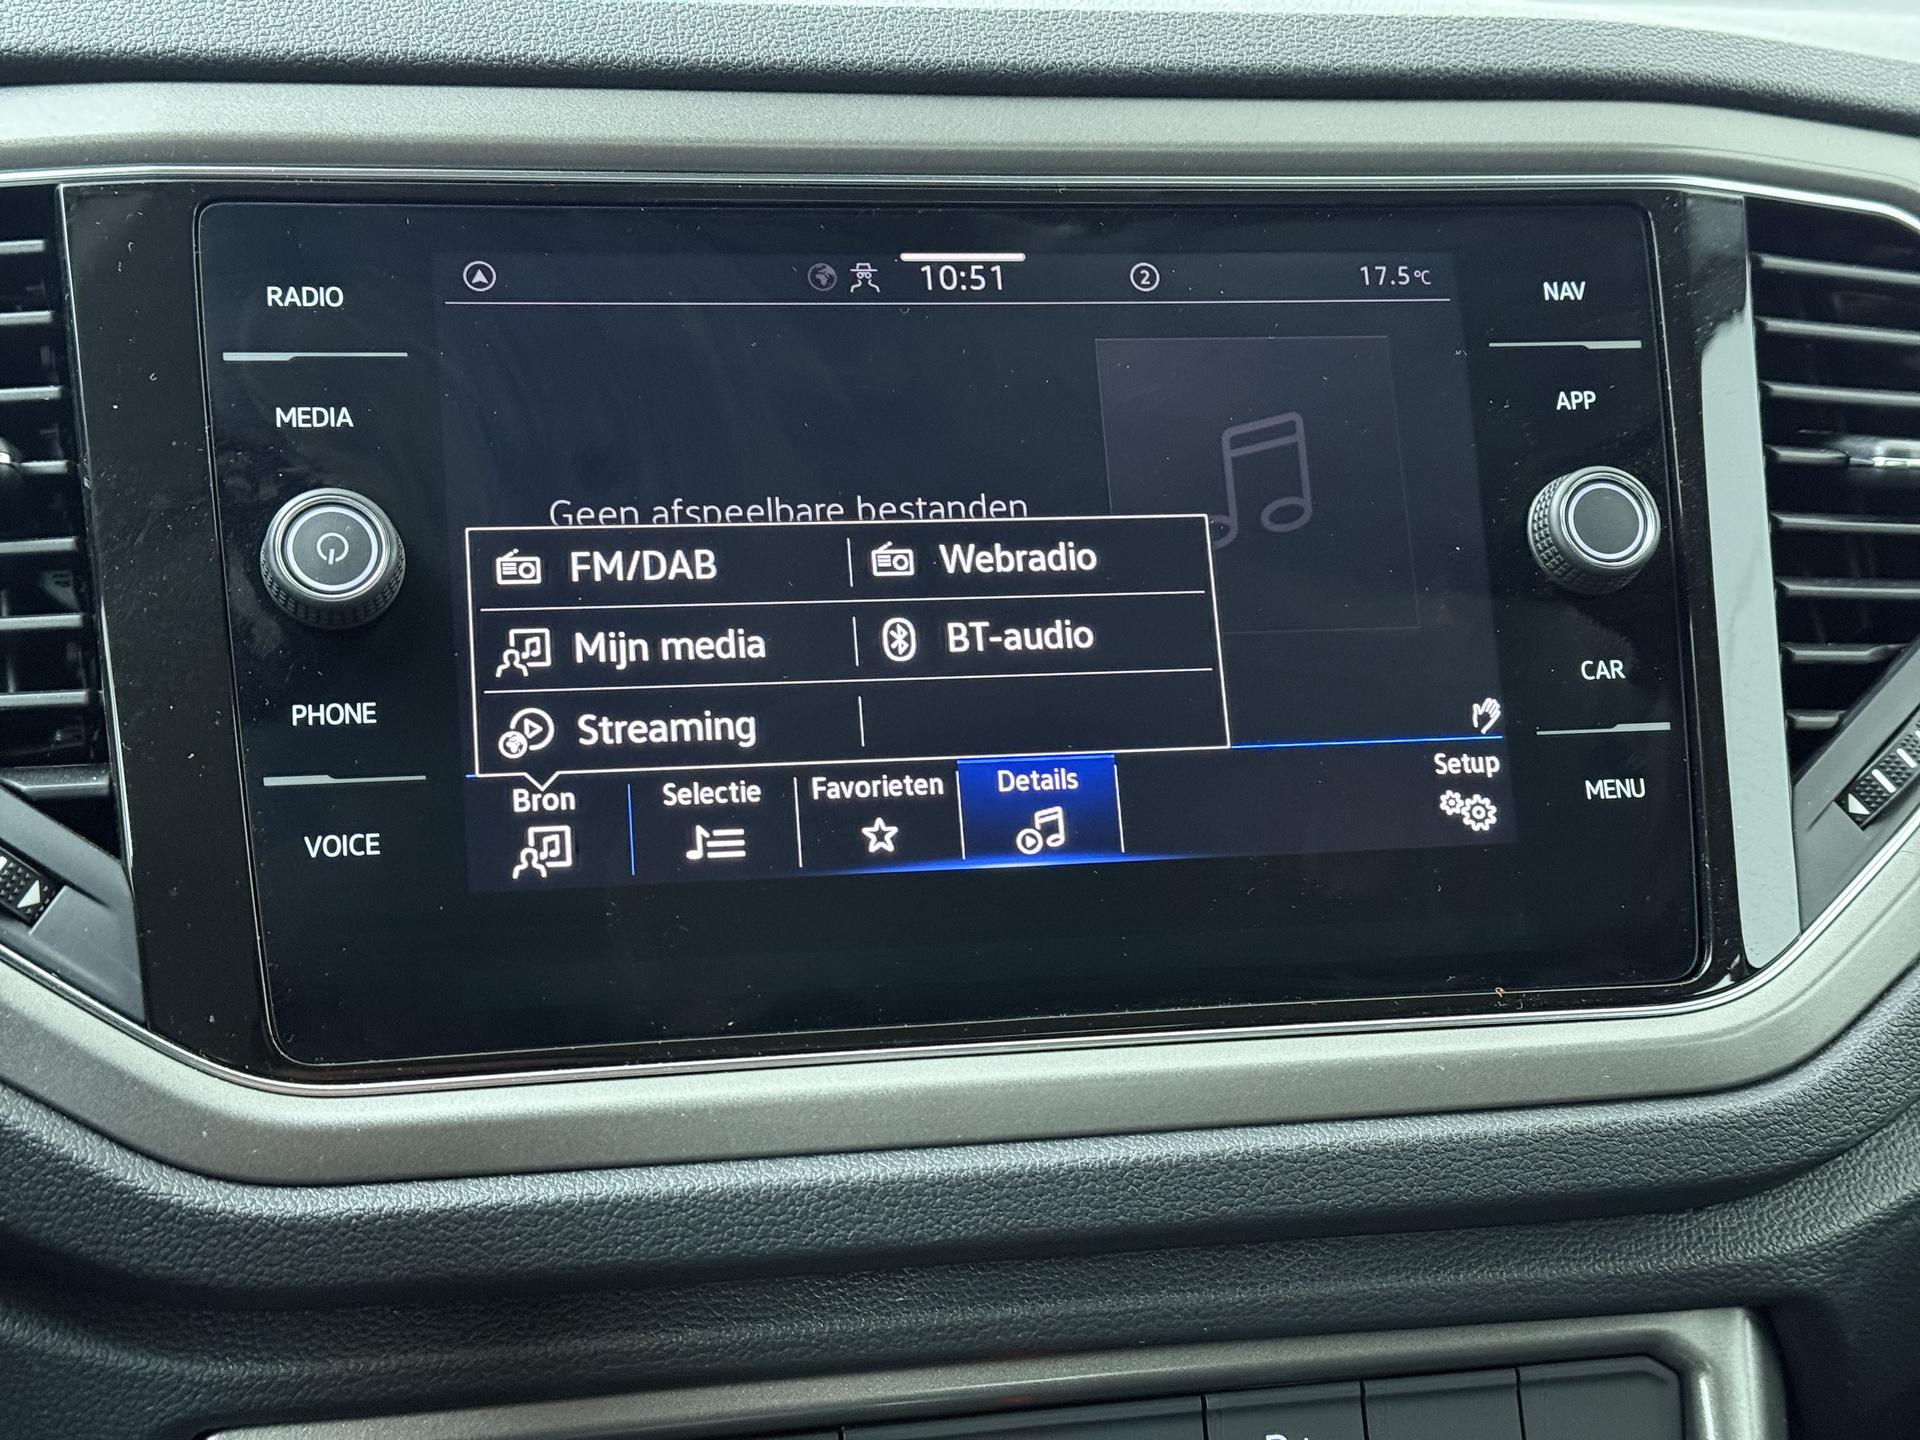 RADIO
MEDIA
PHONE
VOICE
10:51
2
17.5°C
Geen afspeelbare bestanden
FM/DAB
Webradio
Mijn media
BT-audio
Streaming
Bron
Selectie
Favorieten
Details
Setup
NAV
APP
CAR
MENU